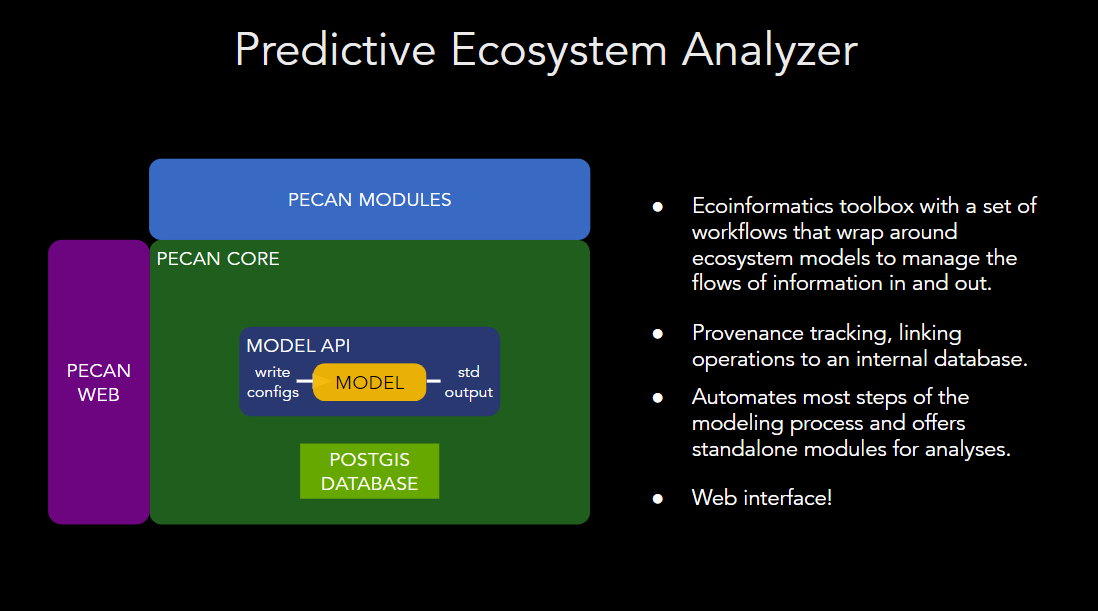 Predictive Ecosystem Analyzer
PECAN MODULES
PECAN CORE
PECAN
WEB
MODEL API
write
configs
MODEL
std
output
POSTGIS
DATABASE
● Ecoinformatics toolbox with a set of
workflows that wrap around
ecosystem models to manage the
flows of information in and out.
● Provenance tracking, linking
operations to an internal database.
● Automates most steps of the
modeling process and offers
standalone modules for analyses.
● Web interface!